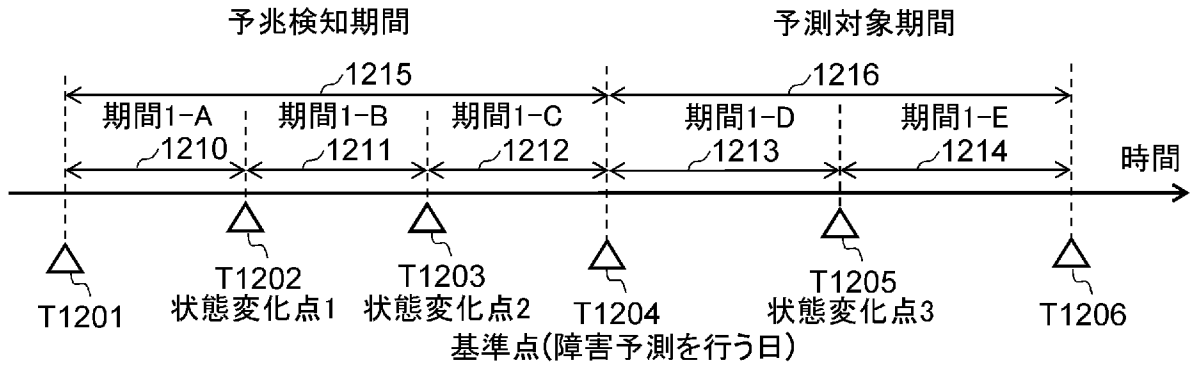 予兆検知期間 予測対象期間
1215 1216
期間1-A 期間1-B 期間1-C 期間1-D 期間1-E
1210 1211 1212 1213 1214
時間
T1201 T1202 T1203 T1204 T1205 T1206
状態変化点1 状態変化点2 状態変化点3
基準点(障害予測を行う日)